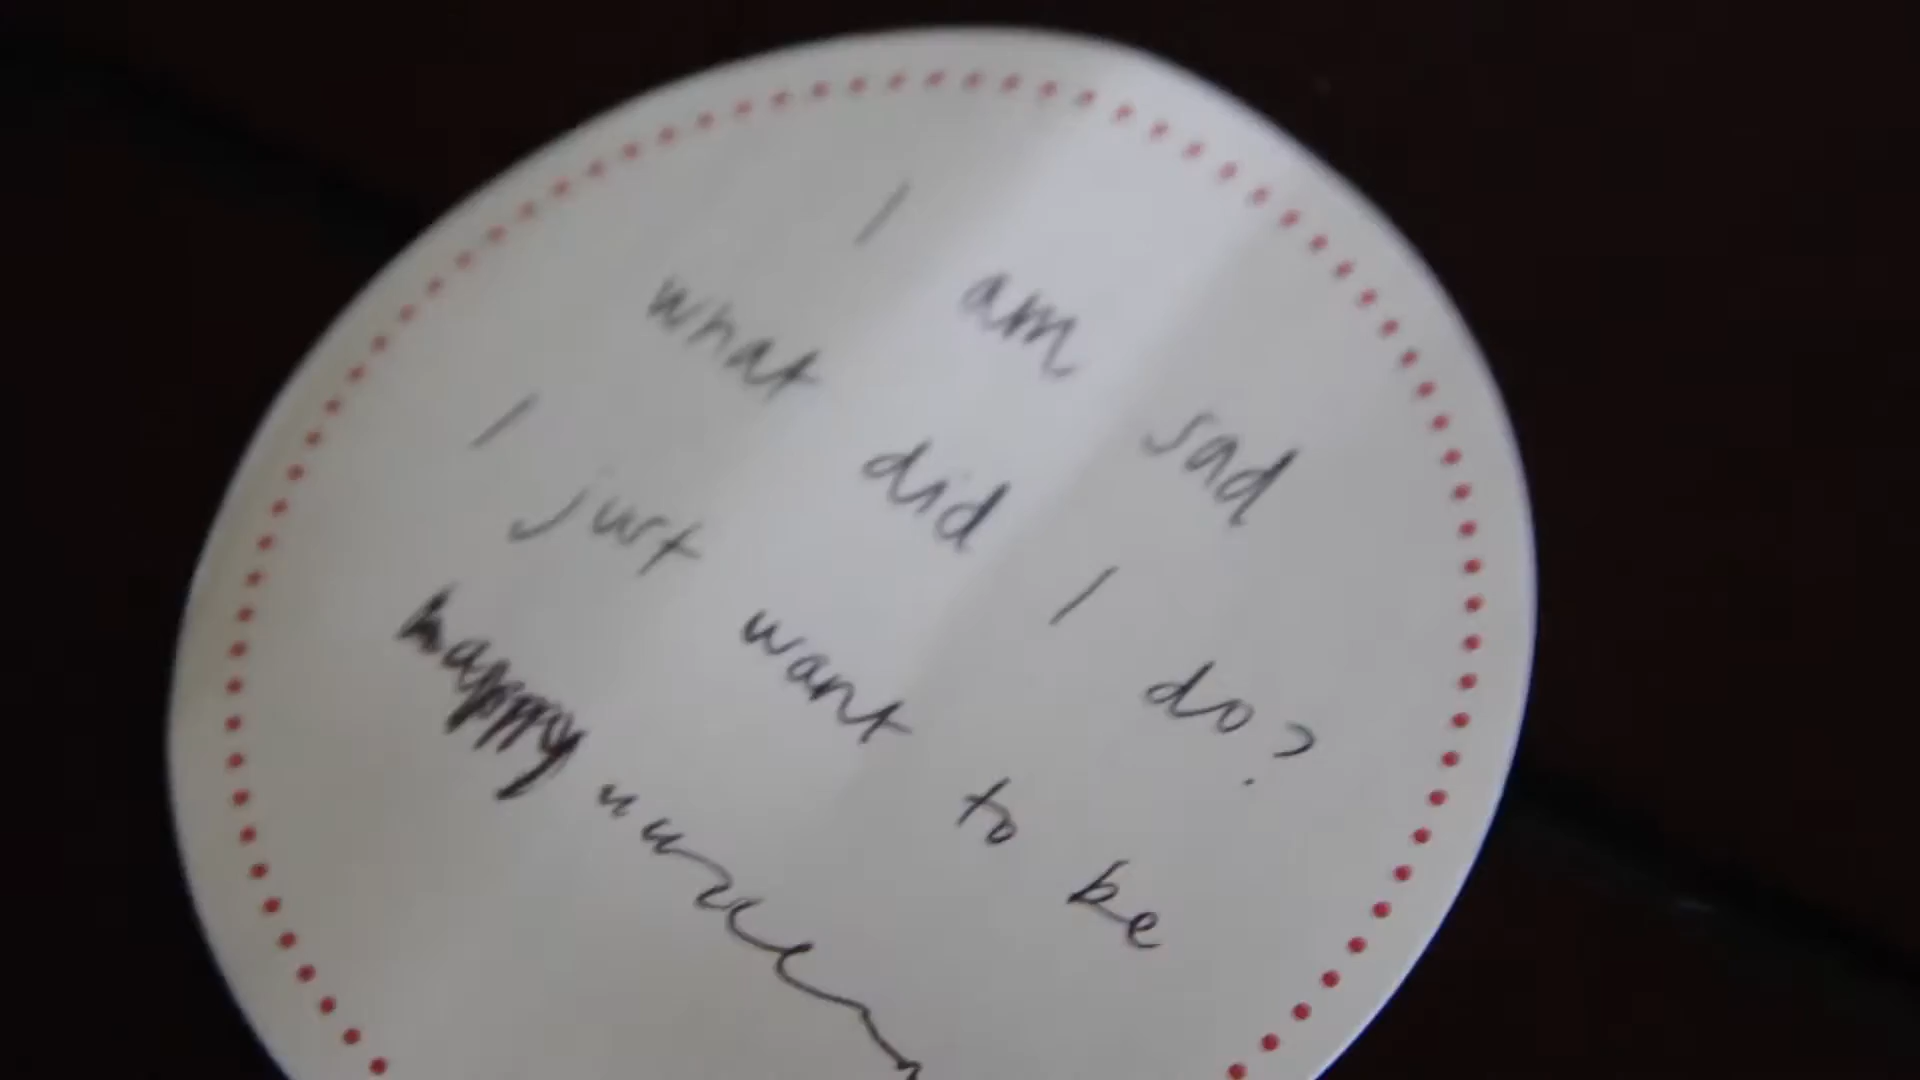 I am sad
what did I do?
I just want to be
happy